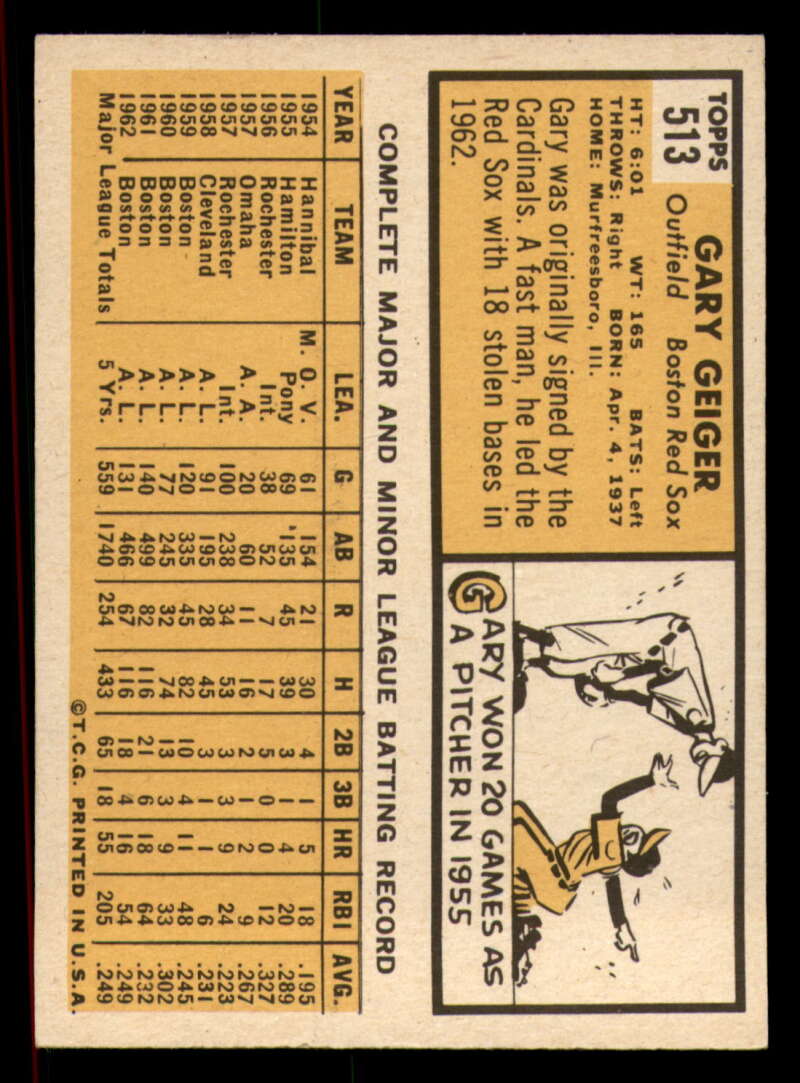 TOPPS
513
GARY GEIGER
Outfield Boston Red Sox
HT: 6:01 WT: 165 BATS: Left
THROWS: Right BORN: Apr. 4, 1937
HOME: Murfreesboro, Ill.
Gary was originally signed by the
Cardinals. A fast man, he led the
Red Sox with 18 stolen bases in
1962.
GARY WON 20 GAMES AS
A PITCHER IN 1955
COMPLETE MAJOR AND MINOR LEAGUE BATTING RECORD
YEAR TEAM LEA. G AB R H 2B 3B HR RBI AVG.
1954 Hannibal M. O. V. 61 154 21 30 4 1 5 18 .195
1955 Hamilton Pony 69 135 45 39 3 1 4 20 .289
1956 Rochester Int. 38 52 7 17 5 0 0 12 .327
1957 Omaha A. A. 20 60 11 16 2 1 2 9 .267
1957 Rochester Int. 100 238 34 53 3 3 9 24 .223
1958 Cleveland A. L. 91 195 28 45 3 1 1 6 .231
1959 Boston A. L. 120 335 45 82 10 4 11 48 .245
1960 Boston A. L. 77 245 32 74 13 3 9 33 .302
1961 Boston A. L. 140 499 82 116 21 6 18 64 .232
1962 Boston A. L. 131 466 67 116 18 4 16 54 .249
Major League Totals 5 Yrs. 559 1740 254 433 65 18 55 205 .249
©T.C.G. PRINTED IN U.S.A.